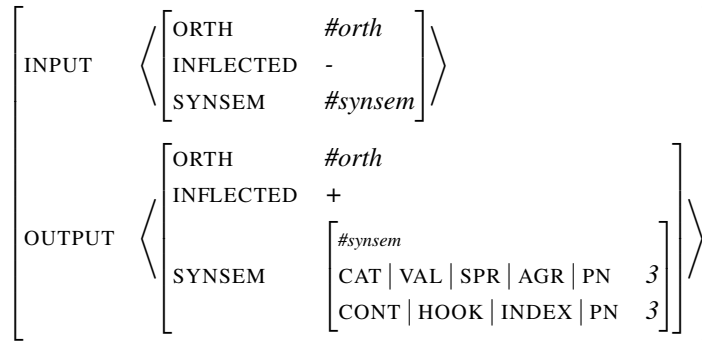 ORTH #orth
INPUT INFLECTED -
SYNSEM #synsem
ORTH #orth
INFLECTED +
OUTPUT #synsem
SYNSEM CAT | VAL | SPR | AGR | PN 3
CONT | HOOK | INDEX | PN 3